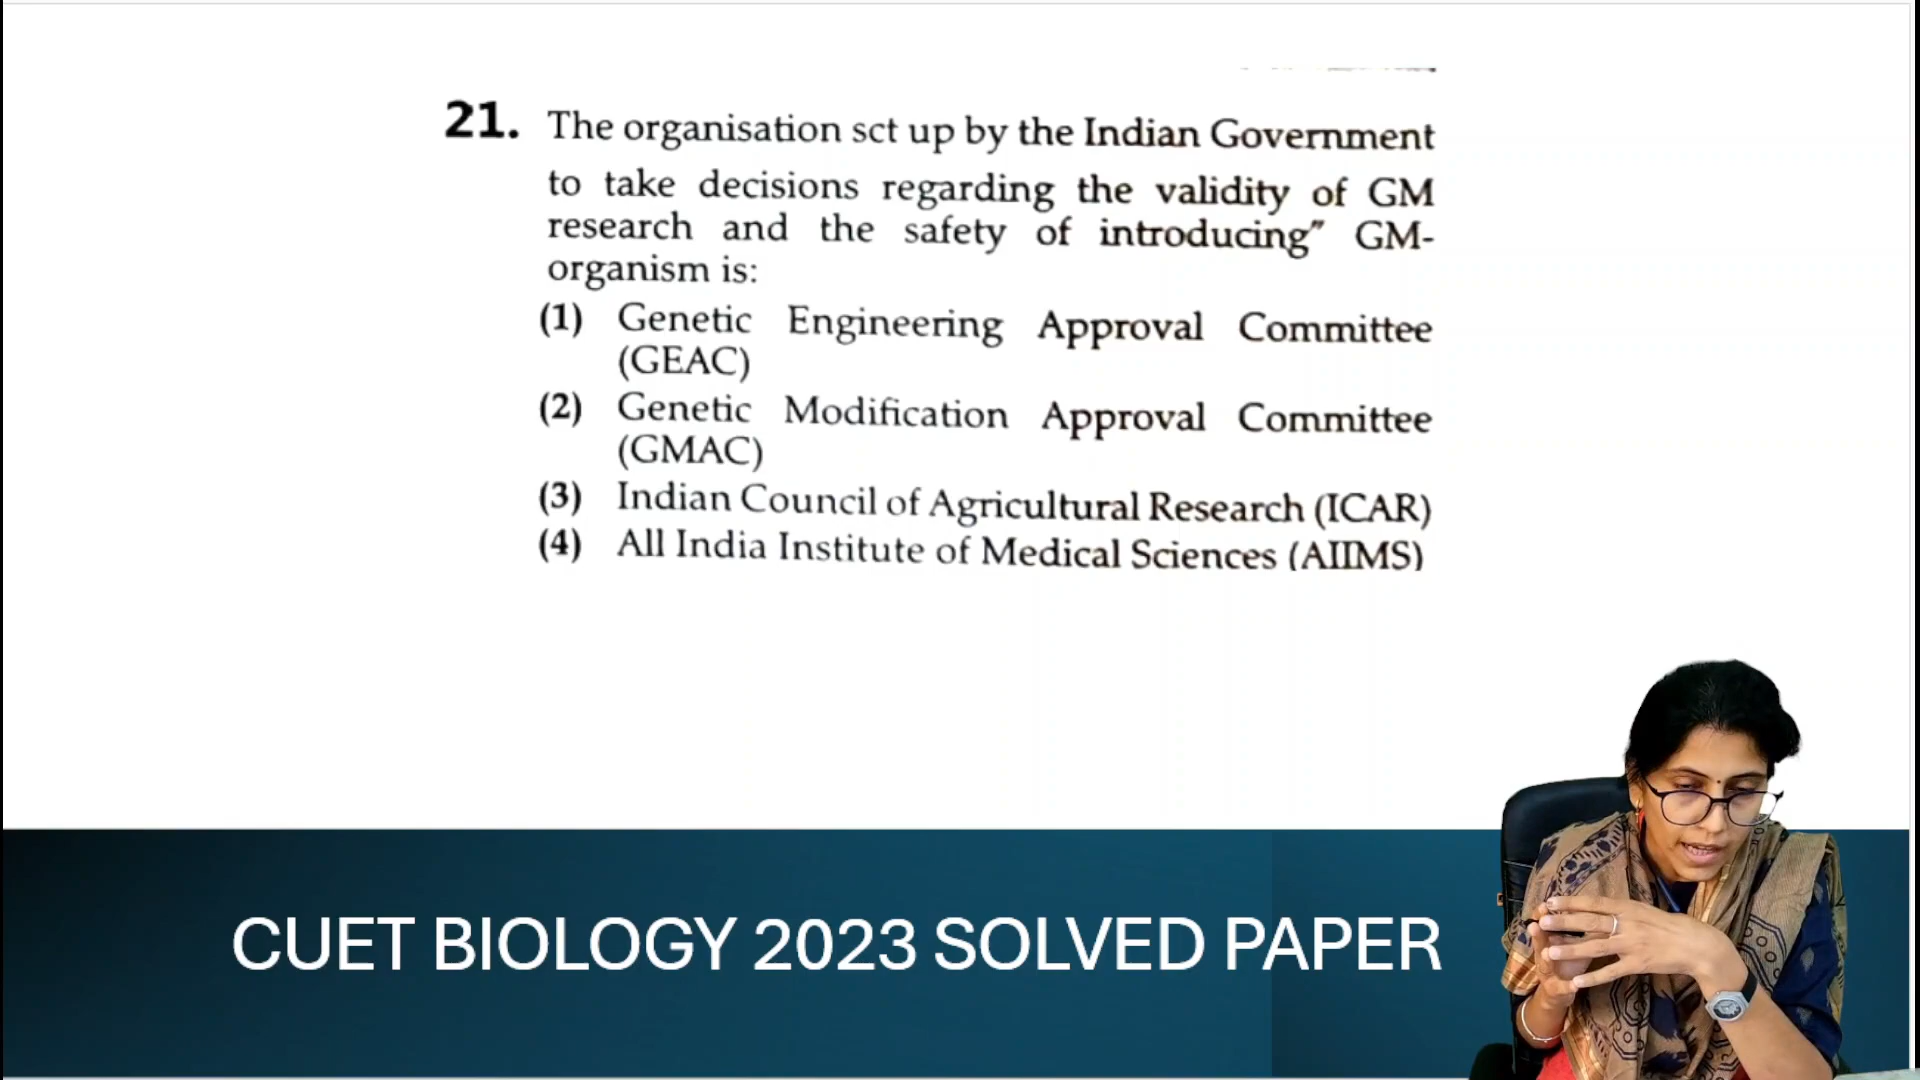 21. The organisation sct up by the Indian Government
to take decisions regarding the validity of GM
research and the safety of introducing” GM-
organism is:
(1) Genetic Engineering Approval Committee
(GEAC)
(2) Genetic Modification Approval Committee
(GMAC)
(3) Indian Council of Agricultural Research (ICAR)
(4) All India Institute of Medical Sciences (AIIMS)
CUET BIOLOGY 2023 SOLVED PAPER